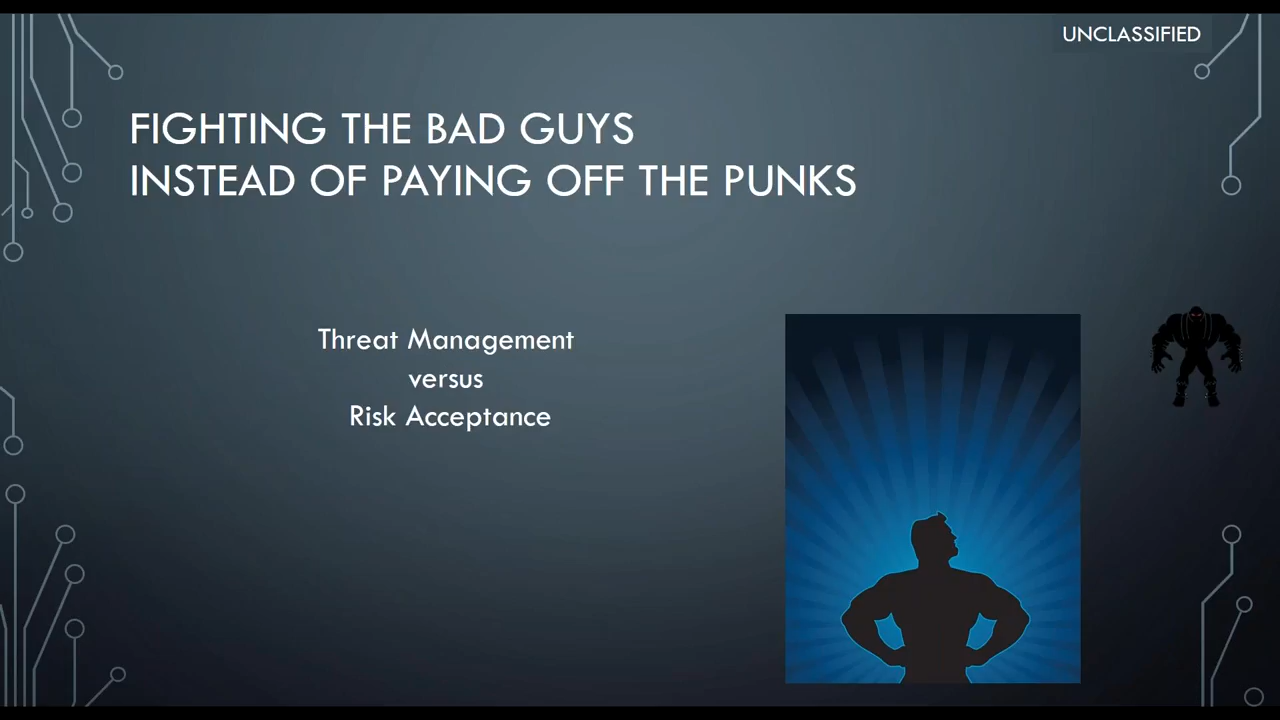 UNCLASSIFIED
FIGHTING THE BAD GUYS
INSTEAD OF PAYING OFF THE PUNKS
Threat Management
versus
Risk Acceptance